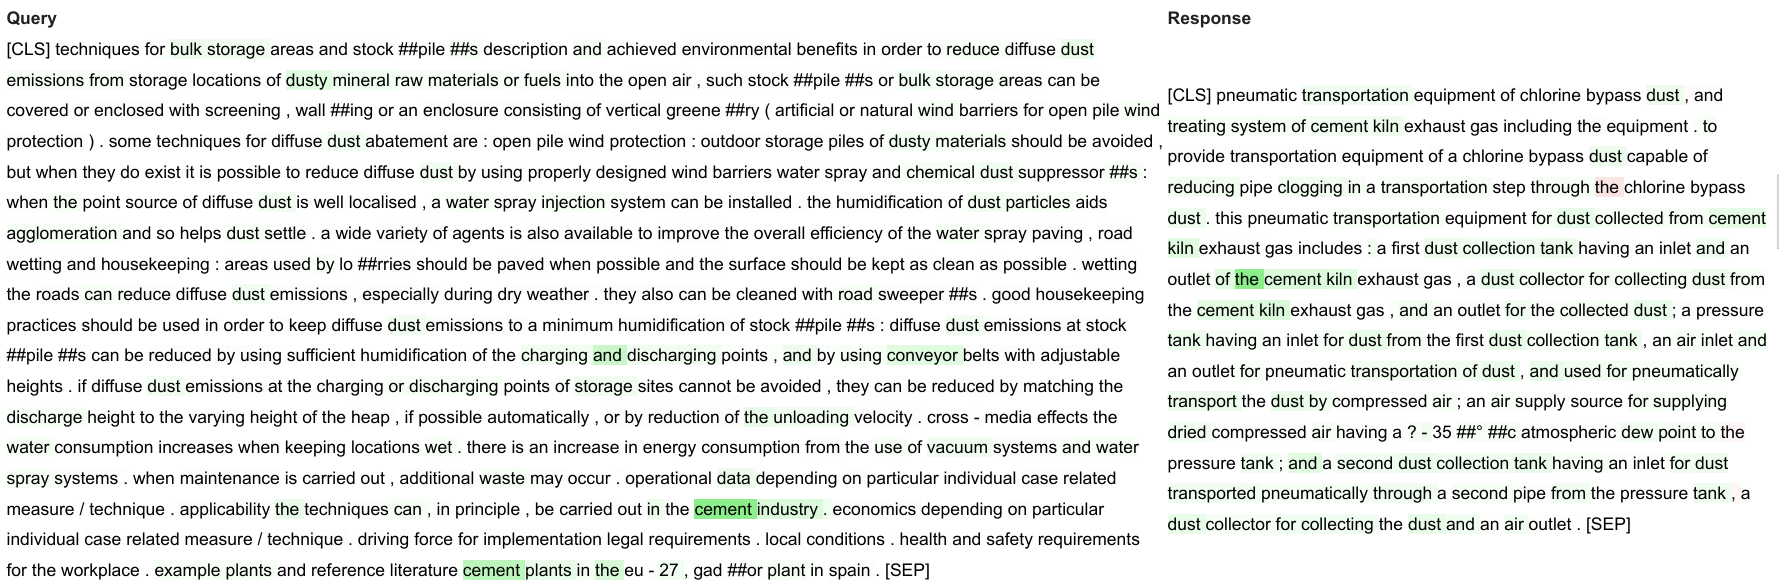 Query
[CLS] techniques for bulk storage areas and stock ##pile ##s description and achieved environmental benefits in order to reduce diffuse dust
emissions from storage locations of dusty mineral raw materials or fuels into the open air , such stock ##pile ##s or bulk storage areas can be
covered or enclosed with screening , wall ##ing or an enclosure consisting of vertical greene ##ry ( artificial or natural wind barriers for open pile wind
protection ) . some techniques for diffuse dust abatement are : open pile wind protection : outdoor storage piles of dusty materials should be avoided ,
but when they do exist it is possible to reduce diffuse dust by using properly designed wind barriers water spray and chemical dust suppressor ##s :
when the point source of diffuse dust is well localised , a water spray injection system can be installed . the humidification of dust particles aids
agglomeration and so helps dust settle . a wide variety of agents is also available to improve the overall efficiency of the water spray paving , road
wetting and housekeeping : areas used by lo ##rries should be paved when possible and the surface should be kept as clean as possible . wetting
the roads can reduce diffuse dust emissions , especially during dry weather . they also can be cleaned with road sweeper ##s . good housekeeping
practices should be used in order to keep diffuse dust emissions to a minimum humidification of stock ##pile ##s : diffuse dust emissions at stock
##pile ##s can be reduced by using sufficient humidification of the charging and discharging points , and by using conveyor belts with adjustable
heights . if diffuse dust emissions at the charging or discharging points of storage sites cannot be avoided , they can be reduced by matching the
discharge height to the varying height of the heap , if possible automatically , or by reduction of the unloading velocity . cross - media effects the
water consumption increases when keeping locations wet . there is an increase in energy consumption from the use of vacuum systems and water
spray systems . when maintenance is carried out , additional waste may occur . operational data depending on particular individual case related
measure / technique . applicability the techniques can , in principle , be carried out in the cement industry . economics depending on particular
individual case related measure / technique . driving force for implementation legal requirements . local conditions . health and safety requirements
for the workplace . example plants and reference literature cement plants in the eu - 27 , gad ##or plant in spain . [SEP]
Response
[CLS] pneumatic transportation equipment of chlorine bypass dust , and
treating system of cement kiln exhaust gas including the equipment . to
provide transportation equipment of a chlorine bypass dust capable of
reducing pipe clogging in a transportation step through the chlorine bypass
dust . this pneumatic transportation equipment for dust collected from cement
kiln exhaust gas includes : a first dust collection tank having an inlet and an
outlet of the cement kiln exhaust gas , a dust collector for collecting dust from
the cement kiln exhaust gas , and an outlet for the collected dust ; a pressure
tank having an inlet for dust from the first dust collection tank , an air inlet and
an outlet for pneumatic transportation of dust , and used for pneumatically
transport the dust by compressed air ; an air supply source for supplying
dried compressed air having a ? - 35 ##° ##c atmospheric dew point to the
pressure tank ; and a second dust collection tank having an inlet for dust
transported pneumatically through a second pipe from the pressure tank , a
dust collector for collecting the dust and an air outlet . [SEP]